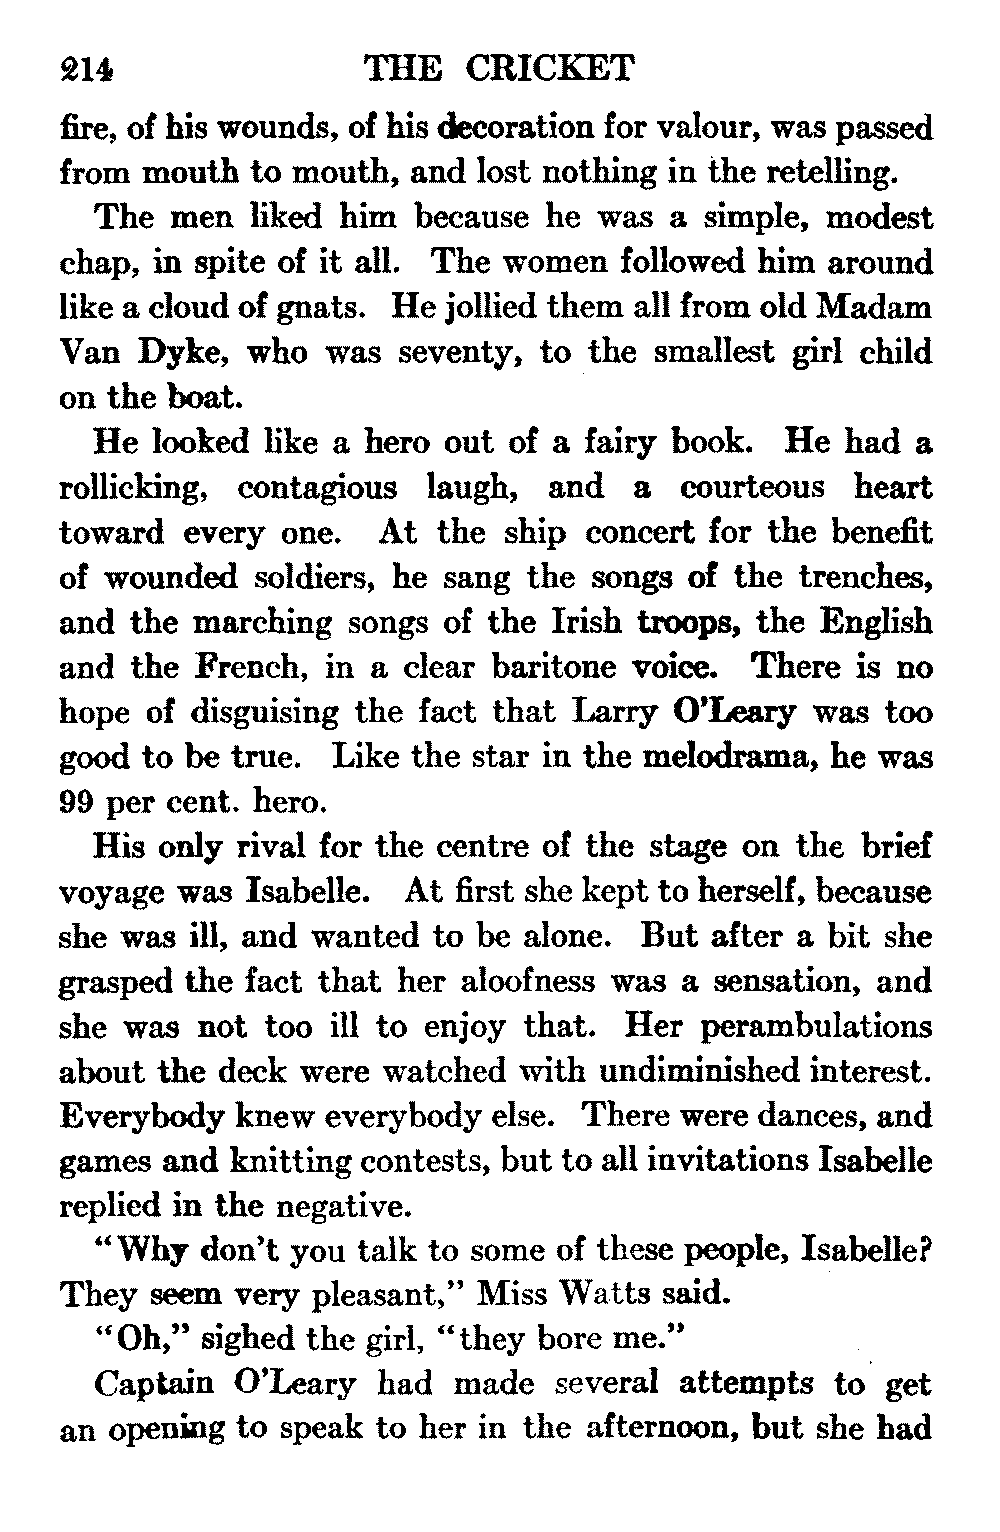 214 THE CRICKET
fire, of his wounds, of his decoration for valour, was passed
from mouth to mouth, and lost nothing in the retelling.
The men liked him because he was a simple, modest
chap, in spite of it all. The women followed him around
like a cloud of gnats. He jollied them all from old Madam
Van Dyke, who was seventy, to the smallest girl child
on the boat.
He looked like a hero out of a fairy book. He had a
rollicking, contagious laugh, and a courteous heart
toward every one. At the ship concert for the benefit
of wounded soldiers, he sang the songs of the trenches,
and the marching songs of the Irish troops, the English
and the French, in a clear baritone voice. There is no
hope of disguising the fact that Larry O'Leary was too
good to be true. Like the star in the melodrama, he was
99 per cent. hero.
His only rival for the centre of the stage on the brief
voyage was Isabelle. At first she kept to herself, because
she was ill, and wanted to be alone. But after a bit she
grasped the fact that her aloofness was a sensation, and
she was not too ill to enjoy that. Her perambulations
about the deck were watched with undiminished interest.
Everybody knew everybody else. There were dances, and
games and knitting contests, but to all invitations Isabelle
replied in the negative.
"Why don't you talk to some of these people, Isabelle?
They seem very pleasant," Miss Watts said.
"Oh," sighed the girl, "they bore me."
Captain O'Leary had made several attempts to get
an opening to speak to her in the afternoon, but she had